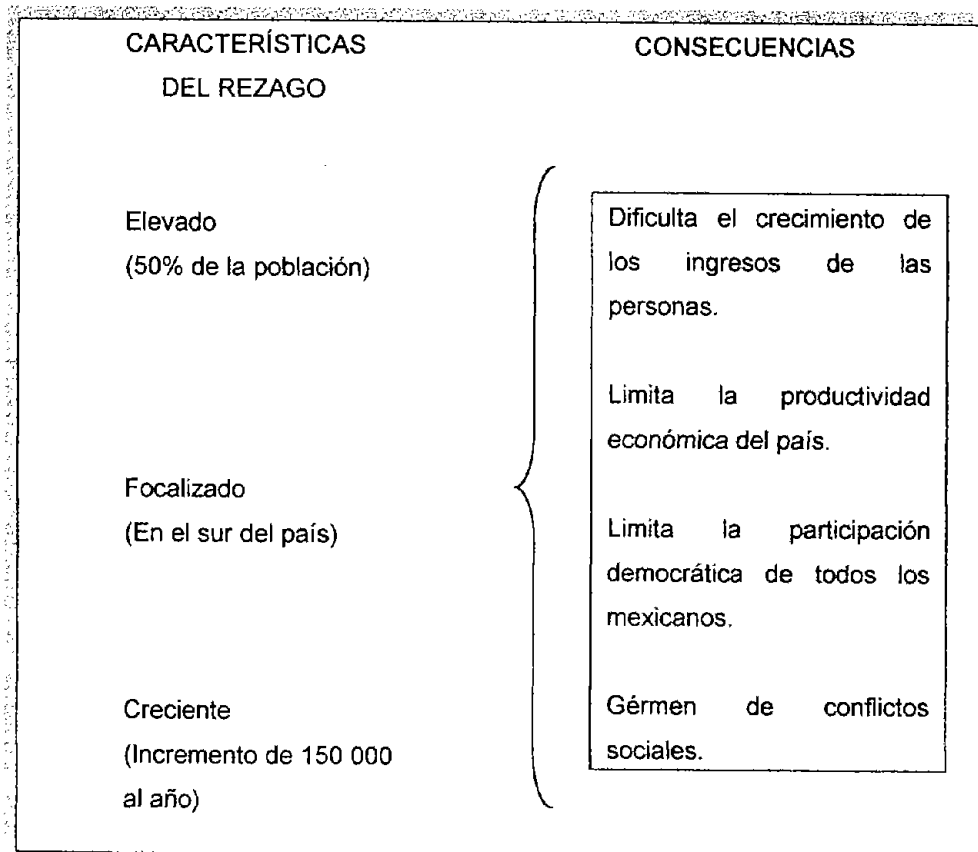 CARACTERÍSTICAS
DEL REZAGO
CONSECUENCIAS
Elevado
(50% de la población)
Focalizado
(En el sur del país)
Creciente
(Incremento de 150 000
al año)
Dificulta el crecimiento de
los ingresos de las
personas.
Limita la productividad
económica del país.
Limita la participación
democrática de todos los
mexicanos.
Gérmen de conflictos
sociales.